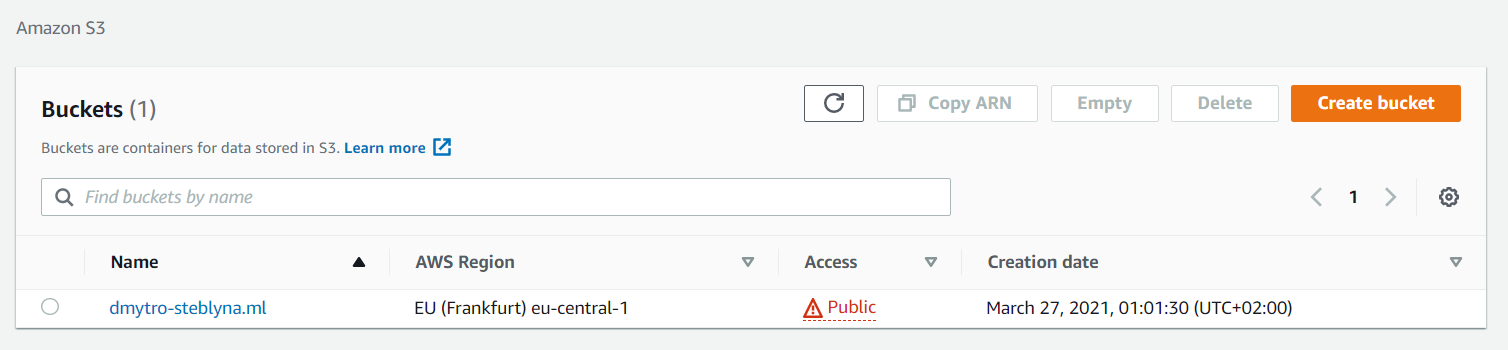 Amazon S3
Buckets (1)
Copy ARN
Empty
Delete
Create bucket
Buckets are containers for data stored in S3. Learn more
Find buckets by name
1
Name AWS Region Access Creation date
dmytro-steblyna.ml EU (Frankfurt) eu-central-1 Public March 27, 2021, 01:01:30 (UTC+02:00)